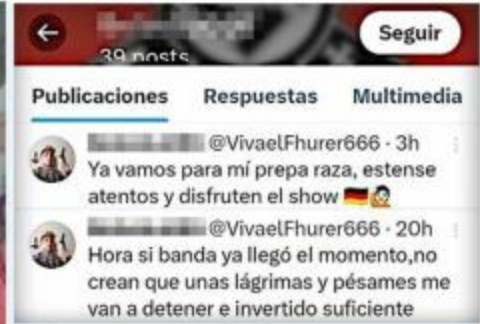 39 posts
Seguir
Publicaciones Respuestas Multimedia
@VivaelFhurer666 · 3h
Ya vamos para mí prepa raza, estense
atentos y disfruten el show 🇩🇪🙋
@VivaelFhurer666 · 20h
Hora si banda ya llegó el momento,no
crean que unas lágrimas y pésames me
van a detener e invertido suficiente